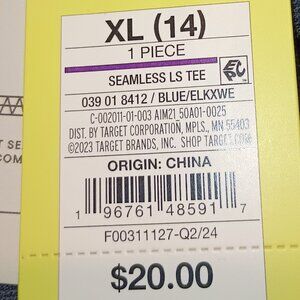 XL (14)
1 PIECE
SEAMLESS LS TEE
039 01 8412 / BLUE/ELKXWE
C-002011-01-003 AIM21 50A01-0025
DIST. BY TARGET CORPORATION, MPLS., MN 55403
©2023 TARGET BRANDS, INC. SHOP TARGET.COM
ORIGIN: CHINA
1 96761 48591 7
F00311127-Q2/24
$20.00